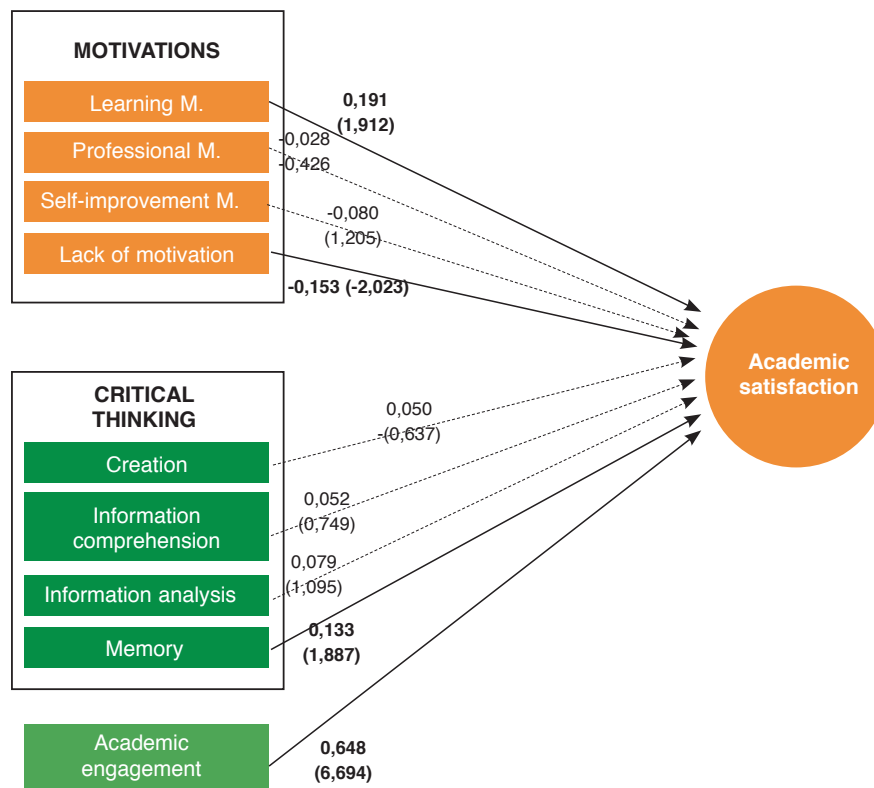 MOTIVATIONS
Learning M.
Professional M.
Self-improvement M.
Lack of motivation
0,191
(1,912)
-0,028
-0,426
-0,080
(1,205)
-0,153 (-2,023)
Academic
satisfaction
CRITICAL
THINKING
Creation
Information
comprehension
Information analysis
Memory
0,050
-(0,637)
0,052
(0,749)
0,079
(1,095)
0,133
(1,887)
Academic
engagement
0,648
(6,694)